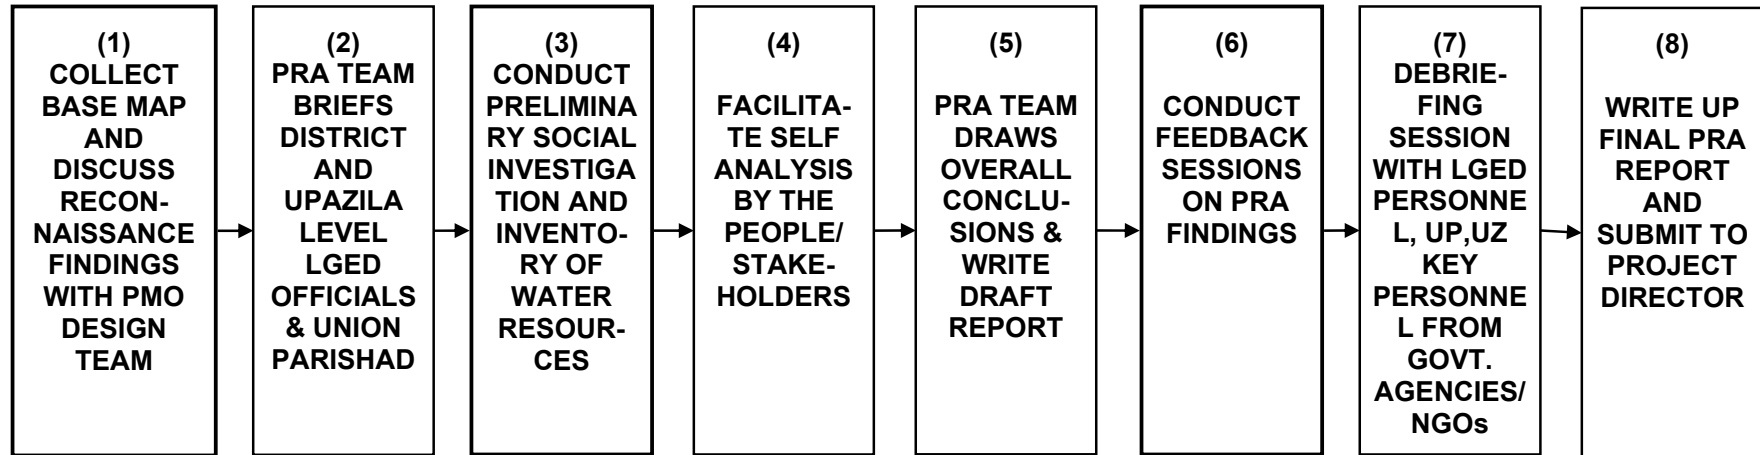 (1)
COLLECT
BASE MAP
AND
DISCUSS
RECON-
NAISSANCE
FINDINGS
WITH PMO
DESIGN
TEAM
(2)
PRA TEAM
BRIEFS
DISTRICT
AND
UPAZILA
LEVEL
LGED
OFFICIALS
& UNION
PARISHAD
(3)
CONDUCT
PRELIMINA
RY SOCIAL
INVESTIGA
TION AND
INVENTO-
RY OF
WATER
RESOUR-
CES
(4)
FACILITA-
TE SELF
ANALYSIS
BY THE
PEOPLE/
STAKE-
HOLDERS
(5)
PRA TEAM
DRAWS
OVERALL
CONCLU-
SIONS &
WRITE
DRAFT
REPORT
(6)
CONDUCT
FEEDBACK
SESSIONS
ON PRA
FINDINGS
(7)
DEBRIE-
FING
SESSION
WITH LGED
PERSONNE
L, UP,UZ
KEY
PERSONNE
L FROM
GOVT.
AGENCIES/
NGOs
(8)
WRITE UP
FINAL PRA
REPORT
AND
SUBMIT TO
PROJECT
DIRECTOR